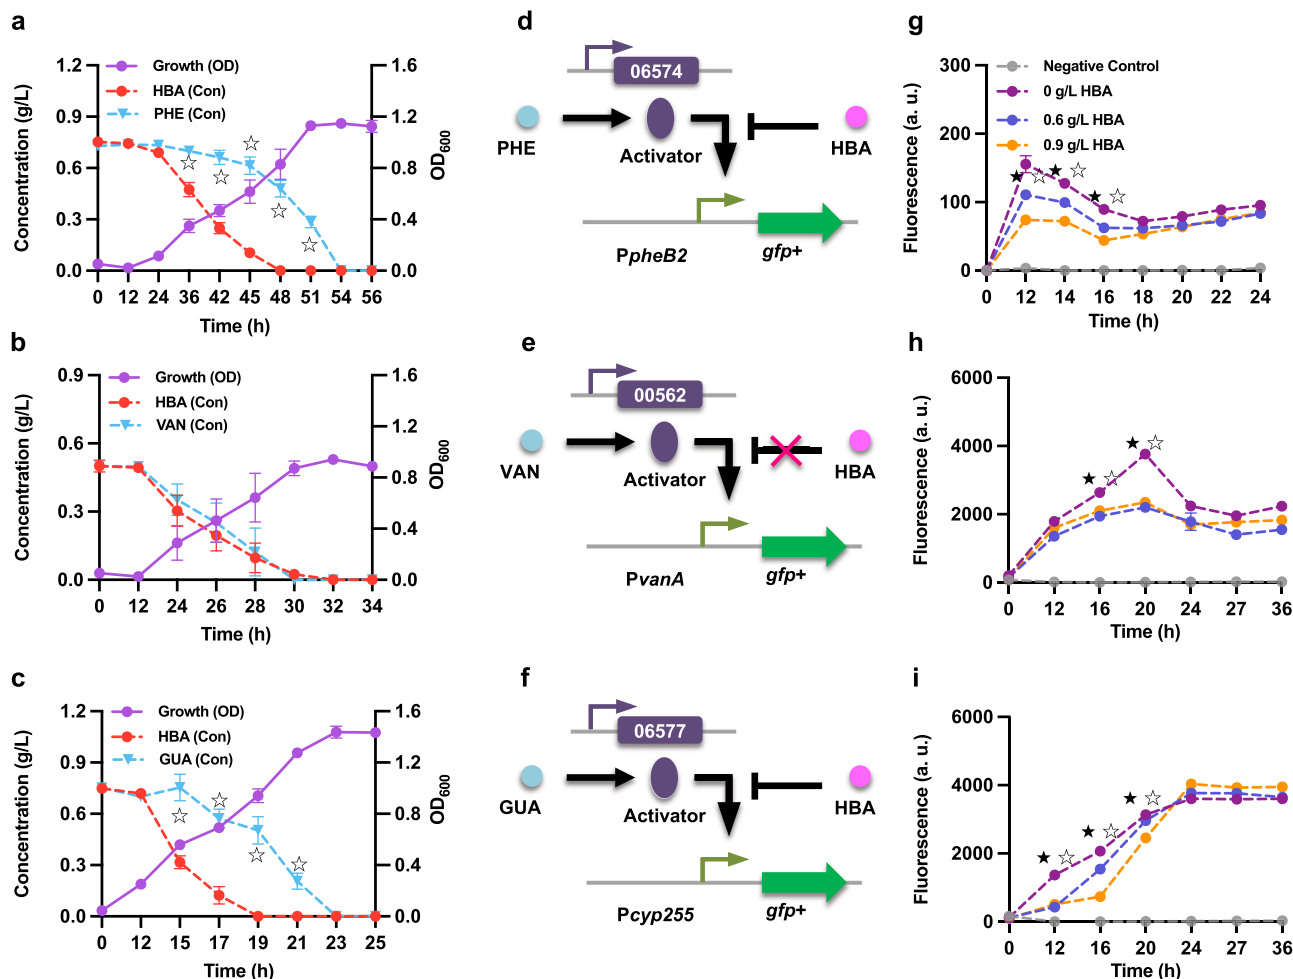 a
Concentration (g/L)
1.2
0.9
0.6
0.3
0.0
Growth (OD)
HBA (Con)
PHE (Con)
1.6
1.2
0.8
0.4
0.0
OD600
0 12 24 36 42 45 48 51 54 56
Time (h)
d
06574
PHE
Activator
HBA
PpheB2
gfp+
g
Fluorescence (a. u.)
300
200
100
0
Negative Control
0 g/L HBA
0.6 g/L HBA
0.9 g/L HBA
0 12 14 16 18 20 22 24
Time (h)
b
Concentration (g/L)
0.9
0.6
0.3
0.0
Growth (OD)
HBA (Con)
VAN (Con)
1.6
1.2
0.8
0.4
0.0
OD600
0 12 24 26 28 30 32 34
Time (h)
e
00562
VAN
Activator
HBA
PvanA
gfp+
h
Fluorescence (a. u.)
6000
4000
2000
0
0 12 16 20 24 27 36
Time (h)
c
Concentration (g/L)
1.2
0.9
0.6
0.3
0.0
Growth (OD)
HBA (Con)
GUA (Con)
1.6
1.2
0.8
0.4
0.0
OD600
0 12 15 17 19 21 23 25
Time (h)
f
06577
GUA
Activator
HBA
Pcyp255
gfp+
i
Fluorescence (a. u.)
6000
4000
2000
0
0 12 16 20 24 27 36
Time (h)